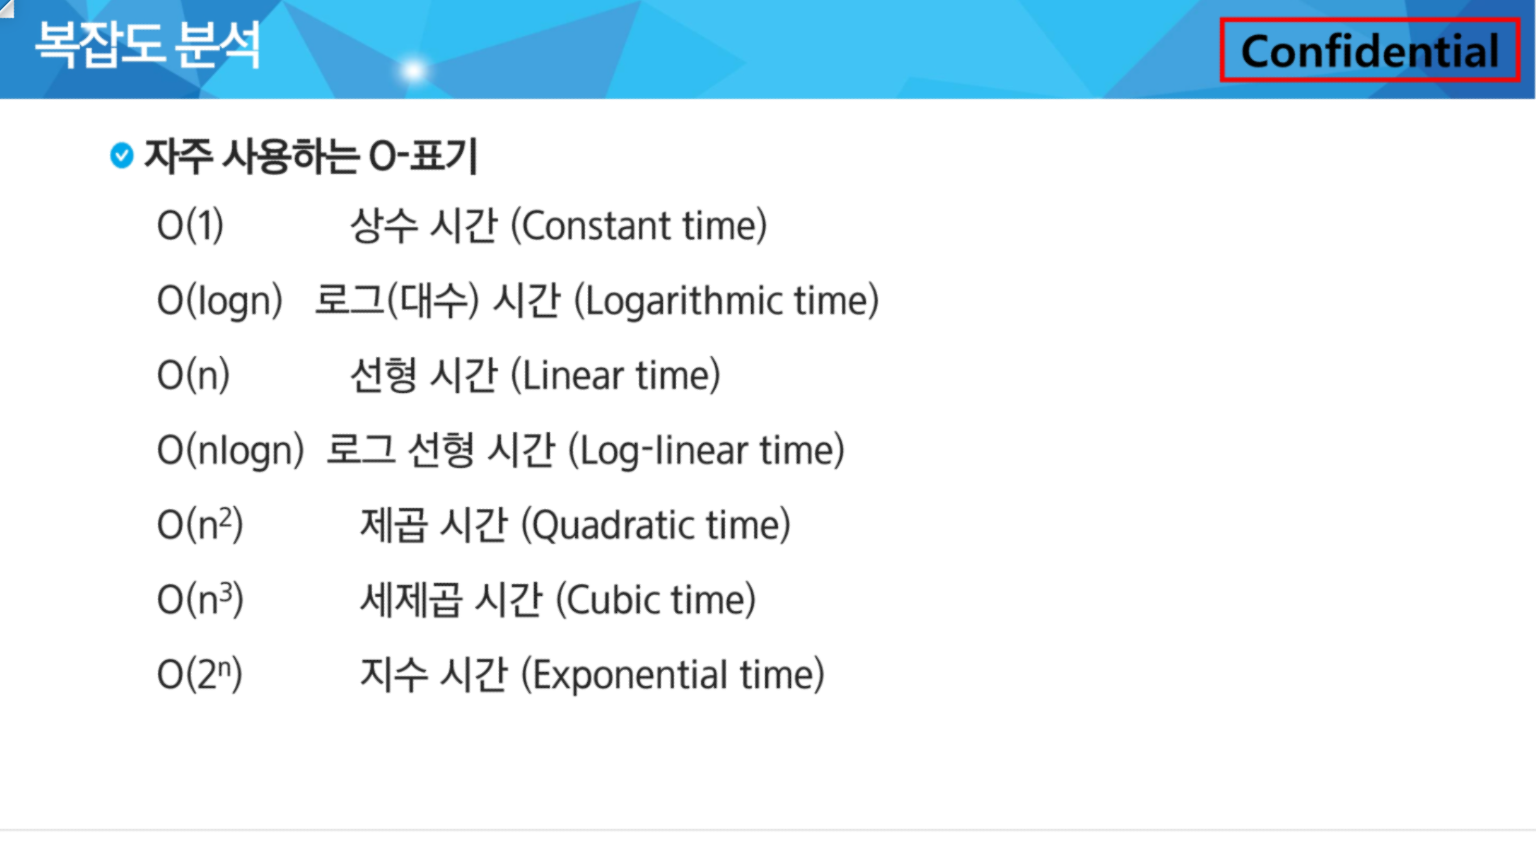 복잡도 분석
Confidential
자주 사용하는 O-표기
O(1) 상수 시간 (Constant time)
O(logn) 로그(대수) 시간 (Logarithmic time)
O(n) 선형 시간 (Linear time)
O(nlogn) 로그 선형 시간 (Log-linear time)
O(n²) 제곱 시간 (Quadratic time)
O(n³) 세제곱 시간 (Cubic time)
O(2ⁿ) 지수 시간 (Exponential time)